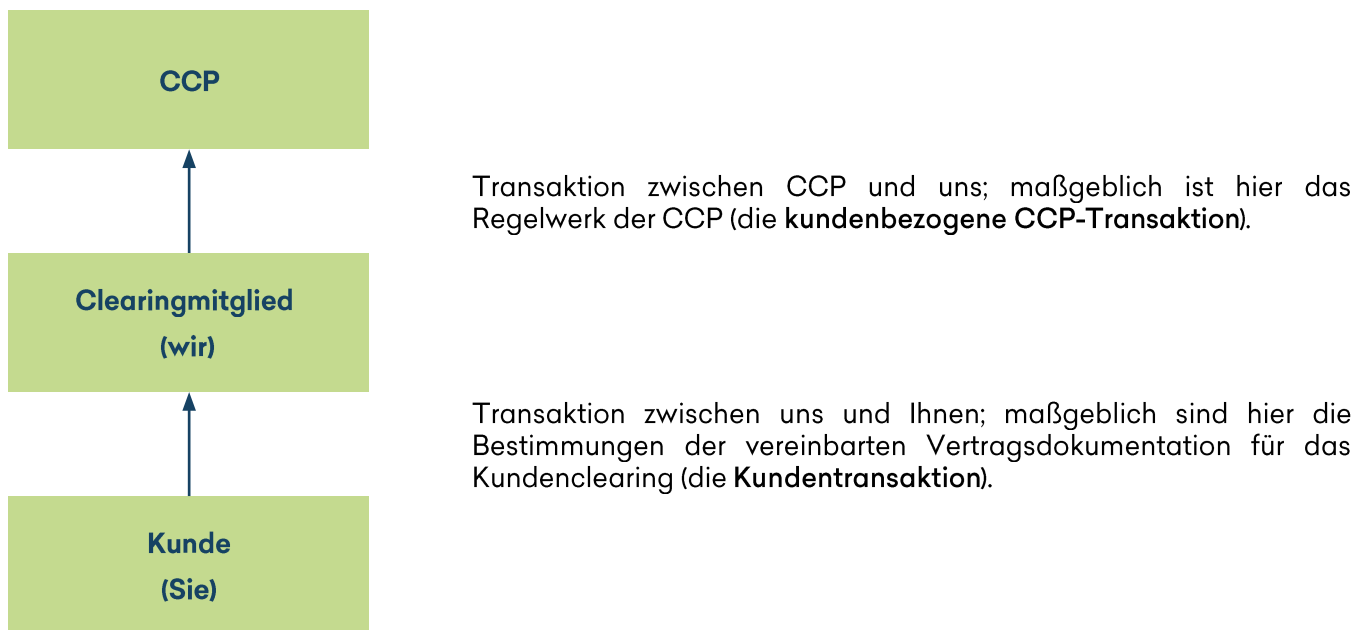 CCP
Transaktion zwischen CCP und uns; maßgeblich ist hier das
Regelwerk der CCP (die kundenbezogene CCP-Transaktion).
Clearingmitglied
(wir)
Transaktion zwischen uns und Ihnen; maßgeblich sind hier die
Bestimmungen der vereinbarten Vertragsdokumentation für das
Kundenclearing (die Kundentransaktion).
Kunde
(Sie)